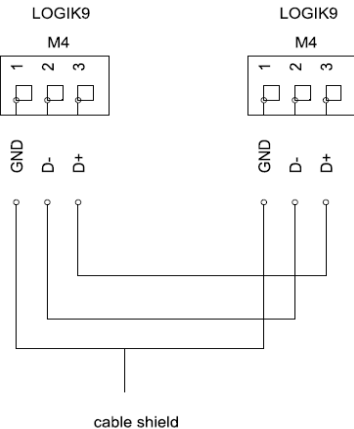 LOGIK9 LOGIK9
M4 M4
1 2 3 1 2 3
GND D- D+ GND D- D+
cable shield